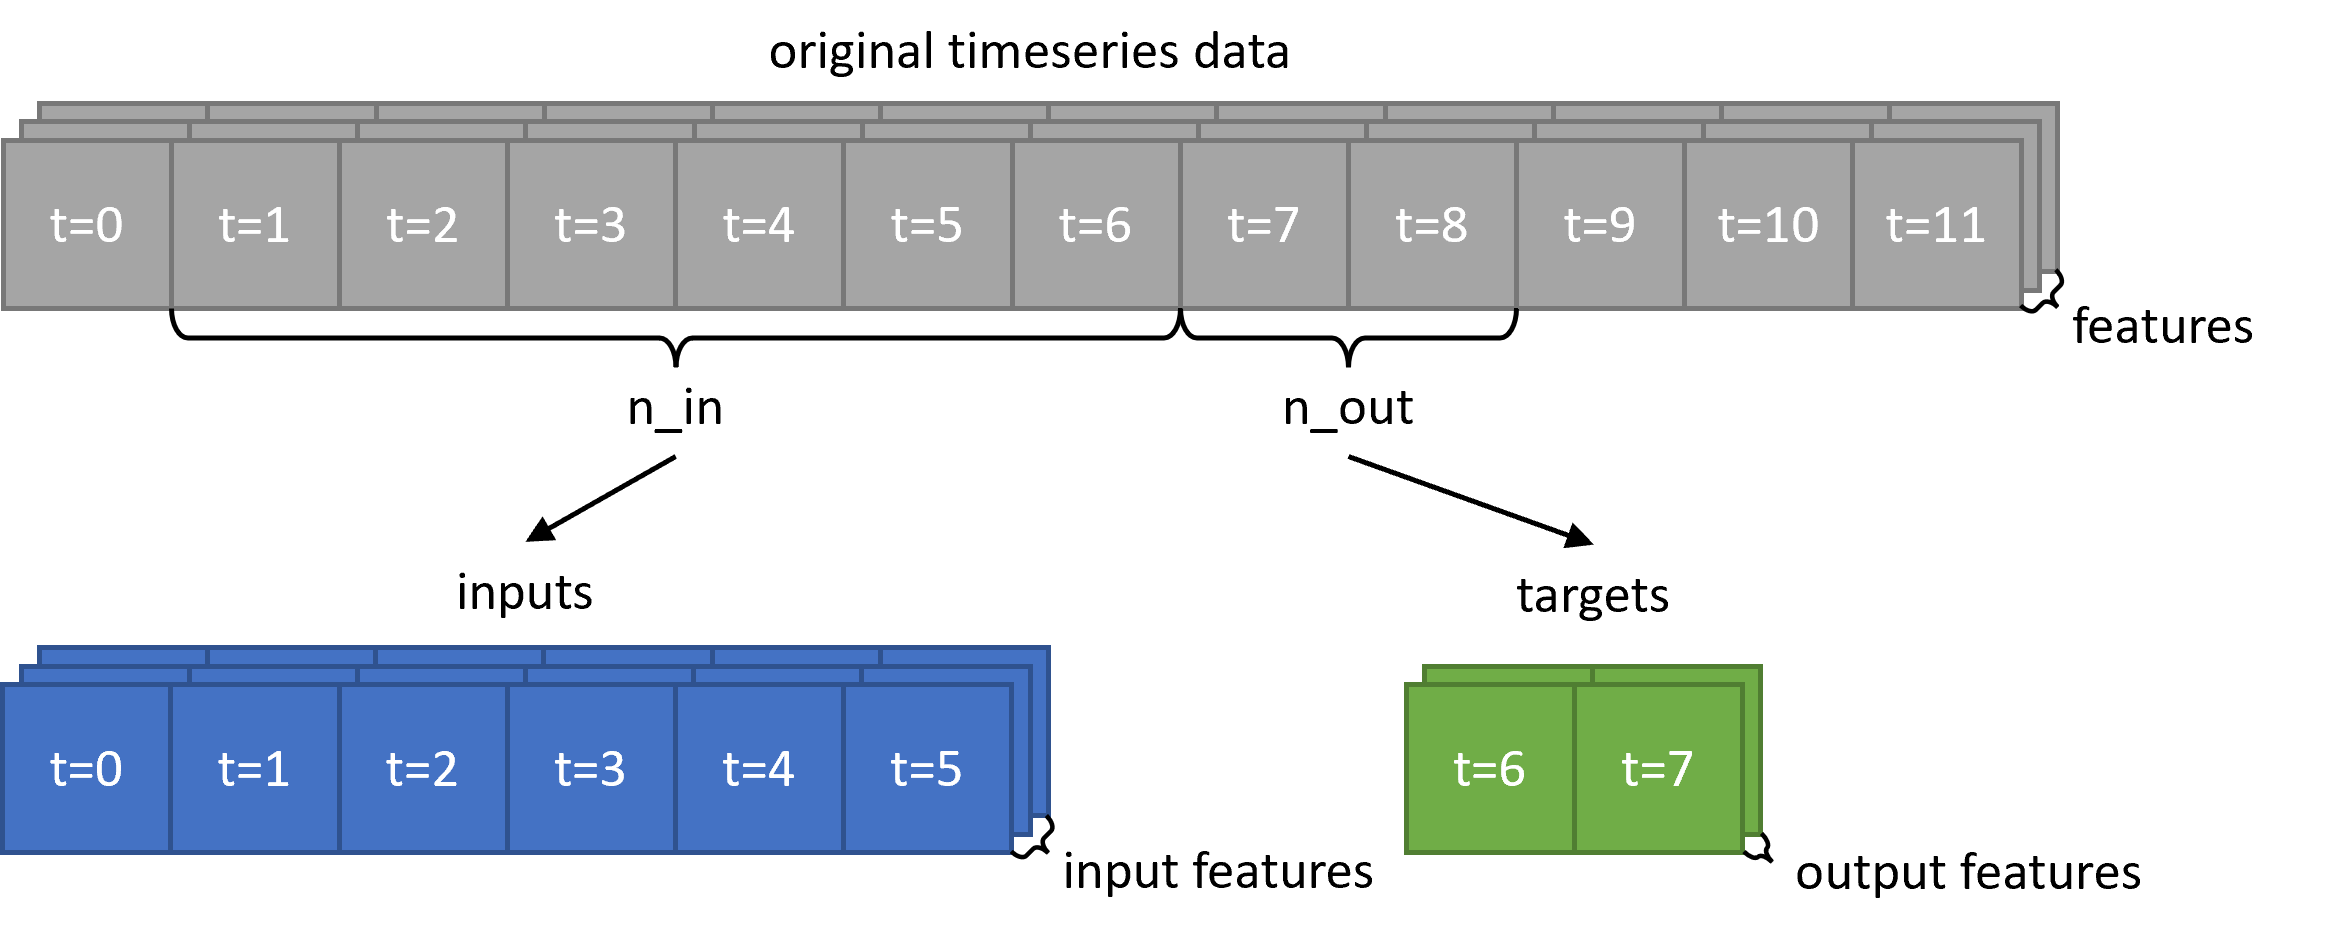 original timeseries data
t=0 t=1 t=2 t=3 t=4 t=5 t=6 t=7 t=8 t=9 t=10 t=11
features
n_in n_out
inputs targets
t=0 t=1 t=2 t=3 t=4 t=5 t=6 t=7
input features output features